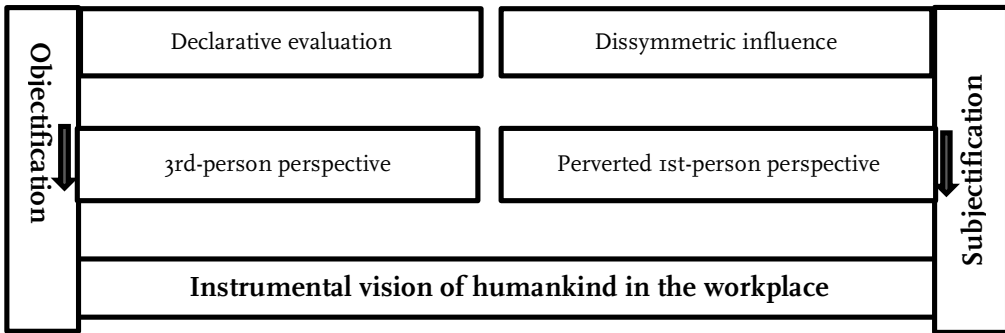 Objectification
Declarative evaluation
Dissymmetric influence
3rd-person perspective
Perverted 1st-person perspective
Instrumental vision of humankind in the workplace
Subjectification